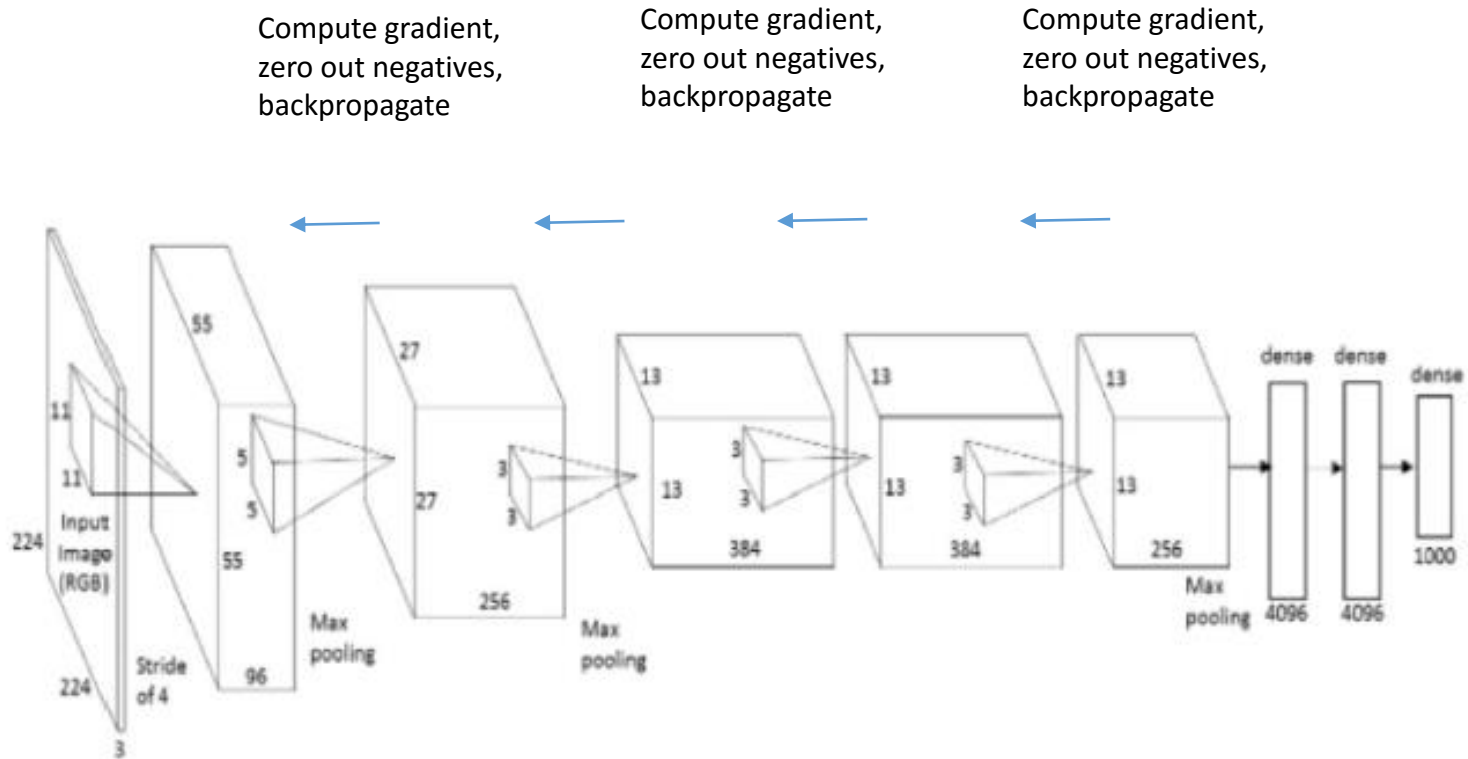 Compute gradient,
zero out negatives,
backpropagate
Compute gradient,
zero out negatives,
backpropagate
Compute gradient,
zero out negatives,
backpropagate
224
11
11
Input
Image
(RGB)
224
3
Stride
of 4
55
55
96
5
5
Max
pooling
27
27
256
3
3
Max
pooling
13
13
384
3
3
13
13
384
3
3
13
13
256
Max
pooling
dense
4096
dense
4096
dense
1000